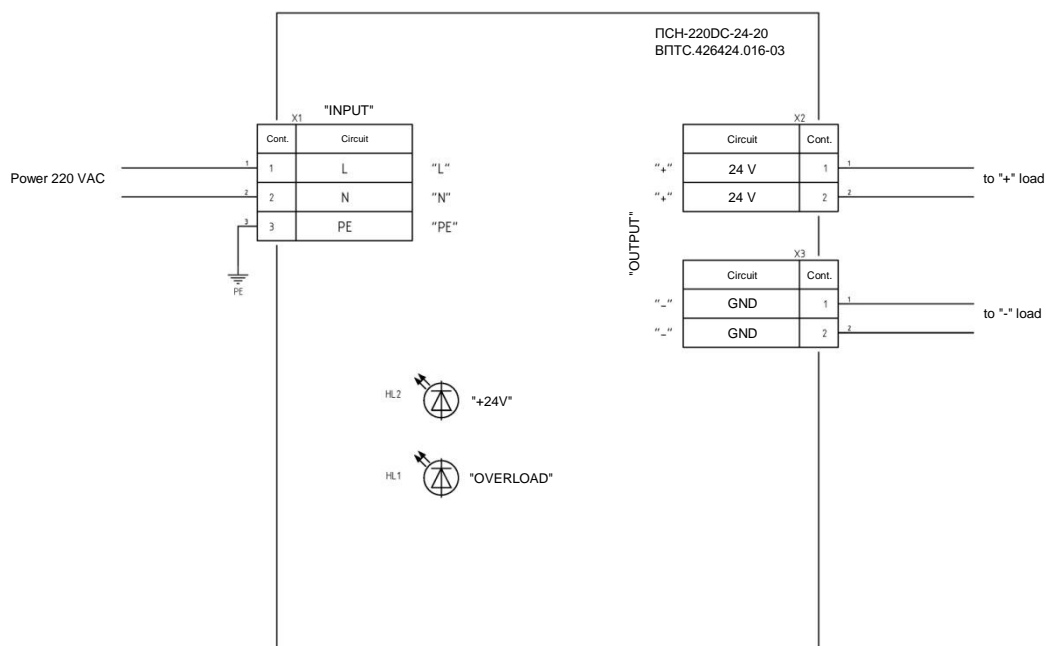 ПСН-220DC-24-20
ВПТС.426424.016-03
"INPUT"
X1
Cont. Circuit
Power 220 VAC
1 1 L "L"
2 2 N "N"
3 3 PE "PE"
PE
"OUTPUT"
X2
Circuit Cont.
"+" 24 V 1 1
"+" 24 V 2 2
to "+" load
X3
Circuit Cont.
"-" GND 1 1
"-" GND 2 2
to "-" load
HL2 "+24V"
HL1 "OVERLOAD"